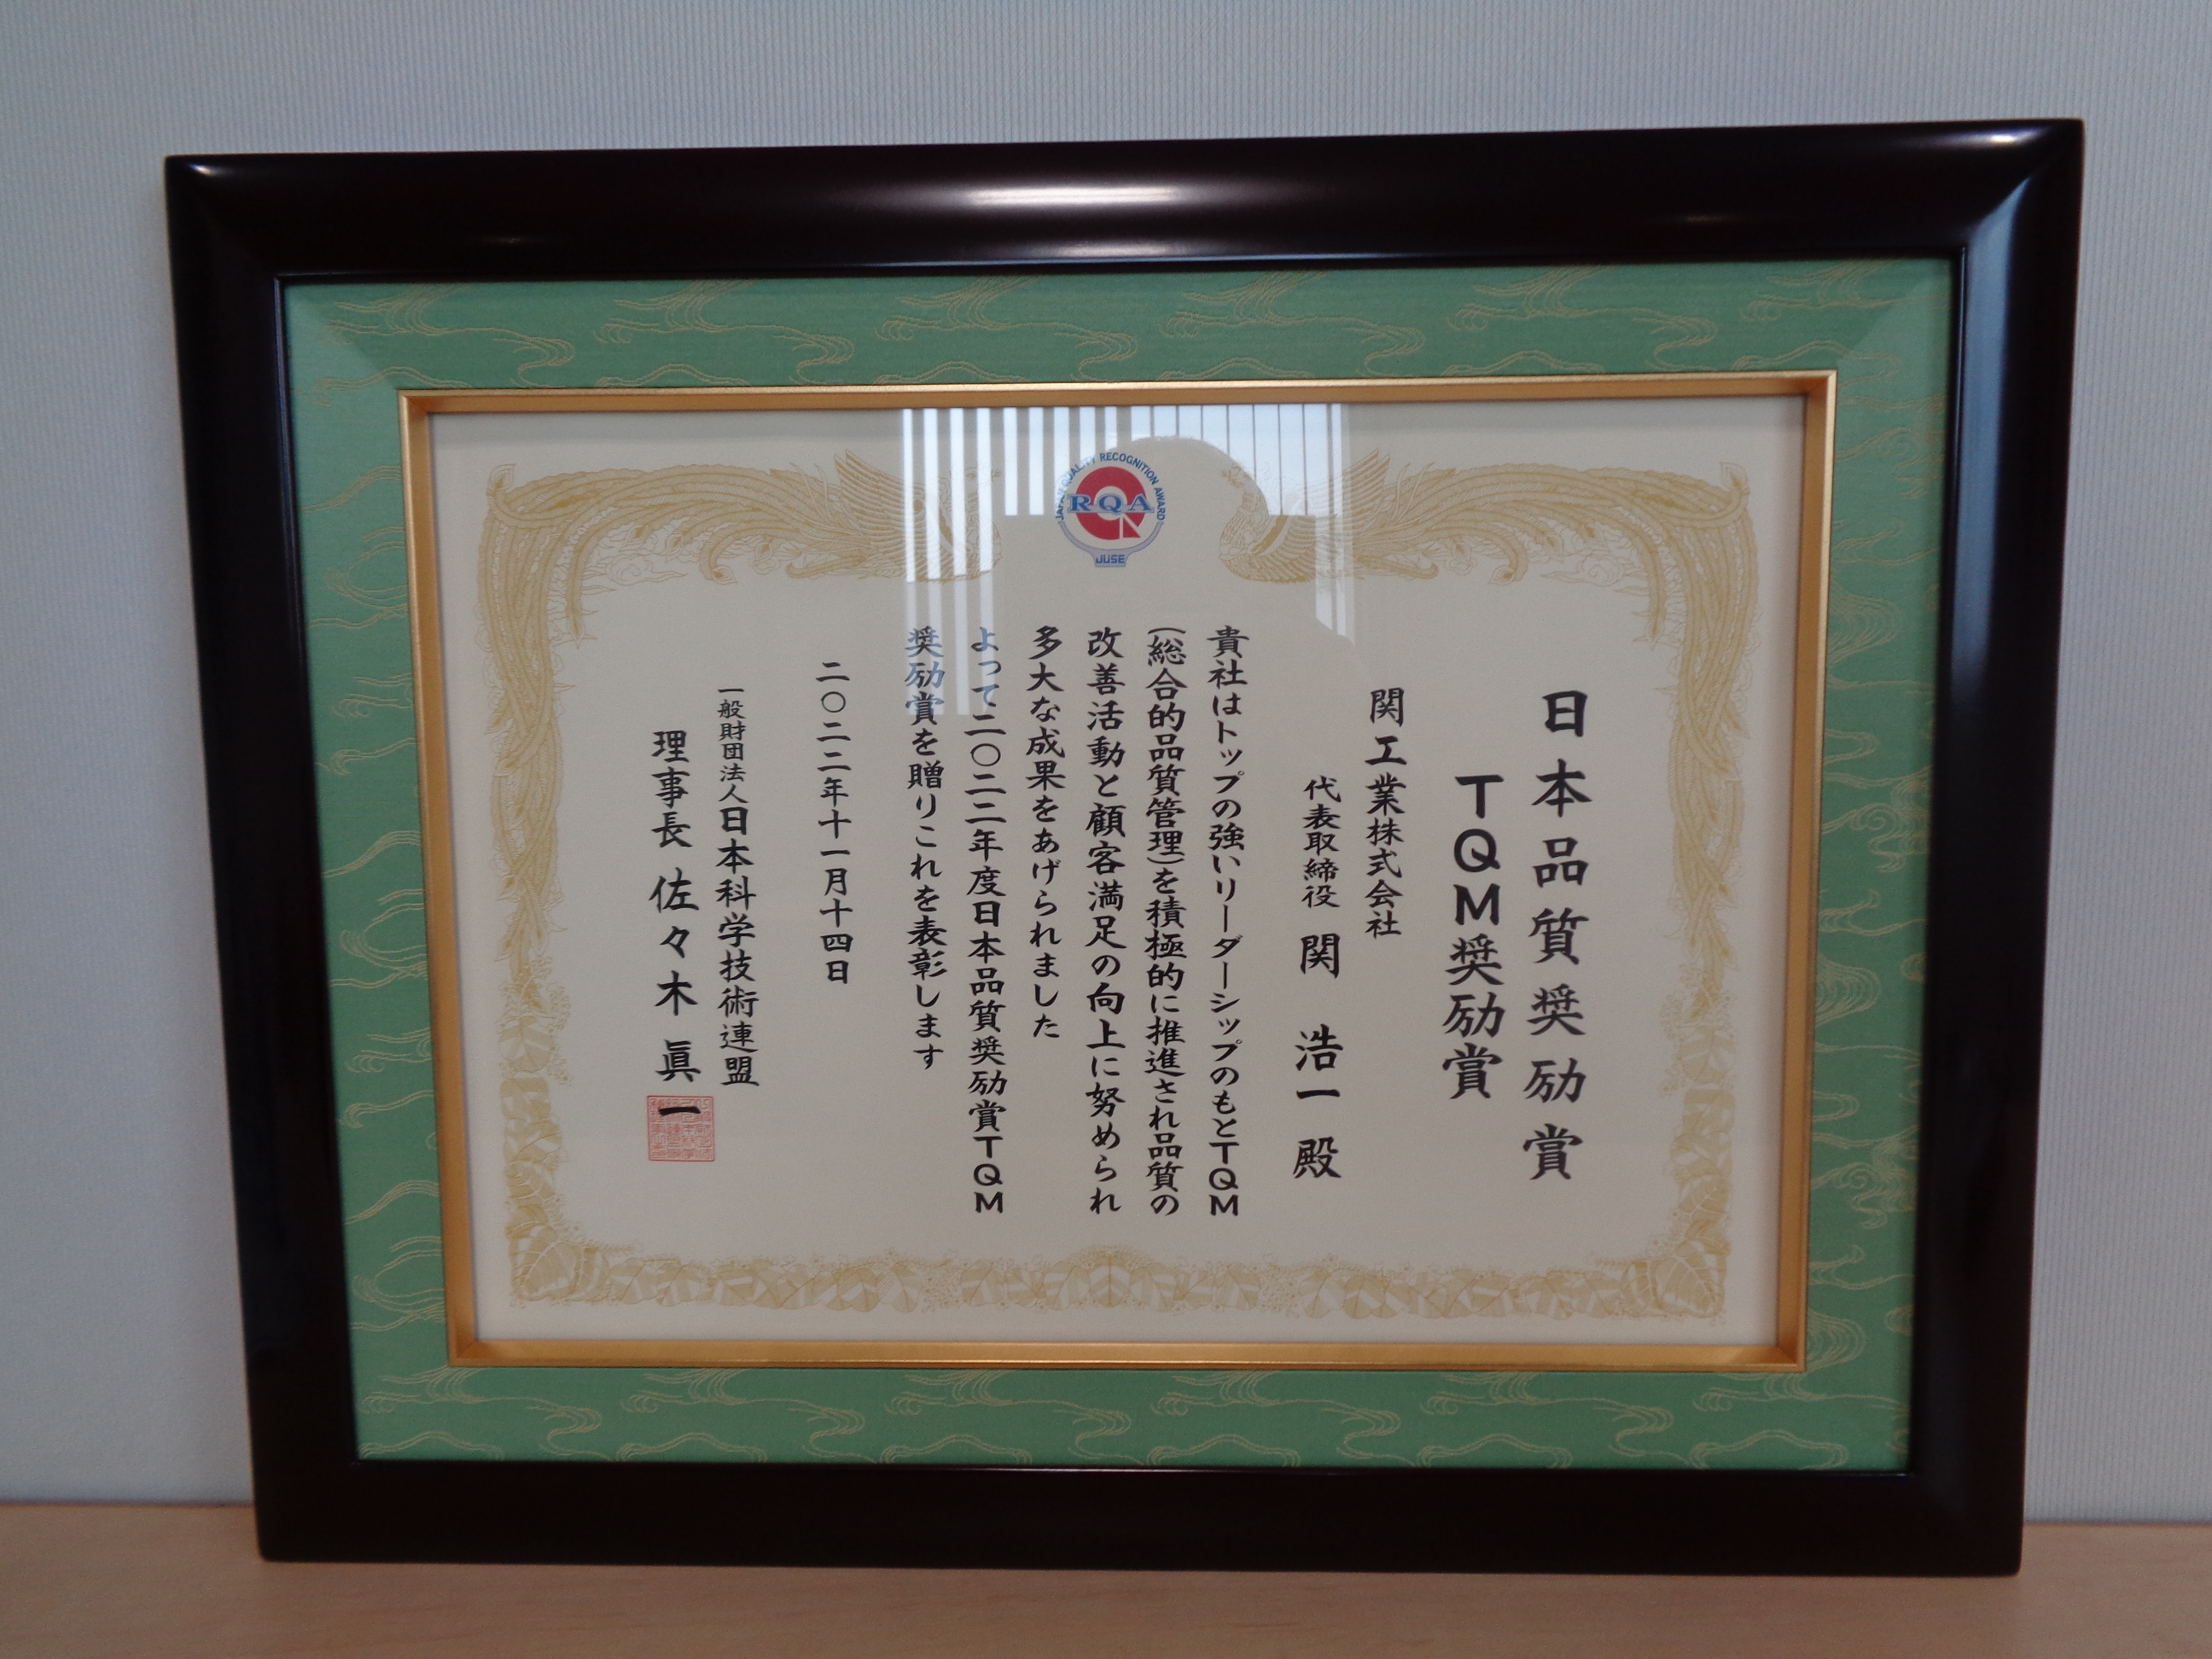 JAPAN QUALITY RECOGNITION AWARD
RQA
JUSE
日本品質奨励賞
TQM奨励賞
関工業株式会社
代表取締役 関 浩一 殿
貴社はトップの強いリーダーシップのもとTQM
(総合的品質管理)を積極的に推進され品質の
改善活動と顧客満足の向上に努められ
多大な成果をあげられました
よって二〇二二年度日本品質奨励賞TQM
奨励賞を贈りこれを表彰します
二〇二二年十一月十四日
一般財団法人日本科学技術連盟
理事長 佐々木眞一